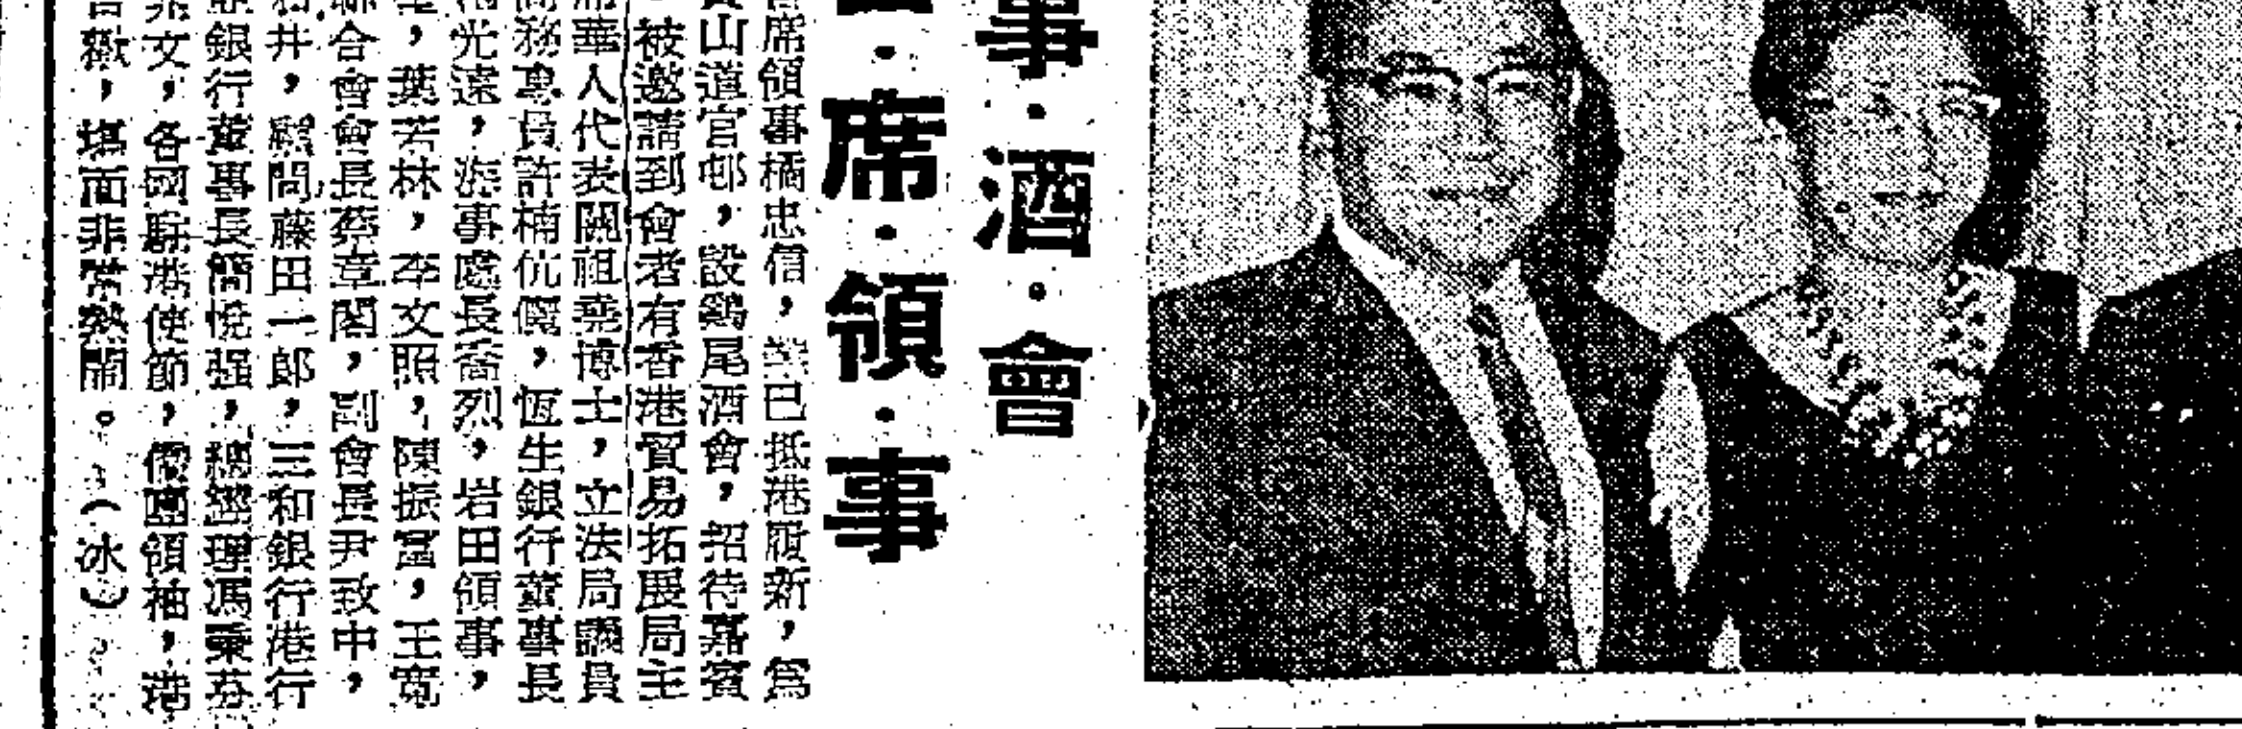 事·酒·會
·席·領·事
席領事橘忠信，業已抵港履新，爲
山道官邸，設鷄尾酒會，招待嘉賓
被邀請到會者有香港貿易拓展局主
席華人代表關祖堯博士，立法局議員
商務專員許楠伉儷，恆生銀行董事長
光遠，游事處長喬烈，岩田領事，
，葉若林，李文照，陳振富，王寬
聯合會會長蔡章閣，副會長尹致中，
井，顧問藤田一郎，三和銀行港行
銀行董事長簡悅强，總經理馮秉芬
文，各國駐港使節，僑團領袖，港
，場面非常熱鬧。（冰）